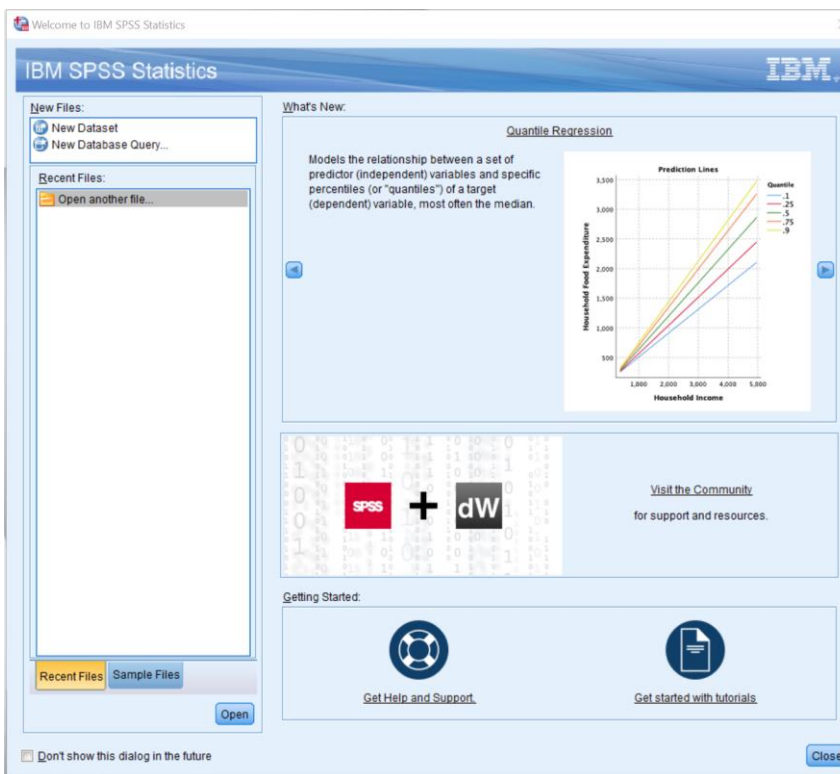 Welcome to IBM SPSS Statistics
IBM SPSS Statistics
IBM
New Files:
New Dataset
New Database Query...
Recent Files:
Open another file...
Recent Files
Sample Files
Open
What's New:
Quantile Regression
Models the relationship between a set of
predictor (independent) variables and specific
percentiles (or "quantiles") of a target
(dependent) variable, most often the median.
Prediction Lines
Household Food Expenditure
3,500
3,000
2,500
2,000
1,500
1,000
500
1,000 2,000 3,000 4,000 5,000
Household Income
Quantile
.1
.25
.5
.75
.9
SPSS + dW
Visit the Community
for support and resources.
Getting Started:
Get Help and Support.
Get started with tutorials
Don't show this dialog in the future
Close